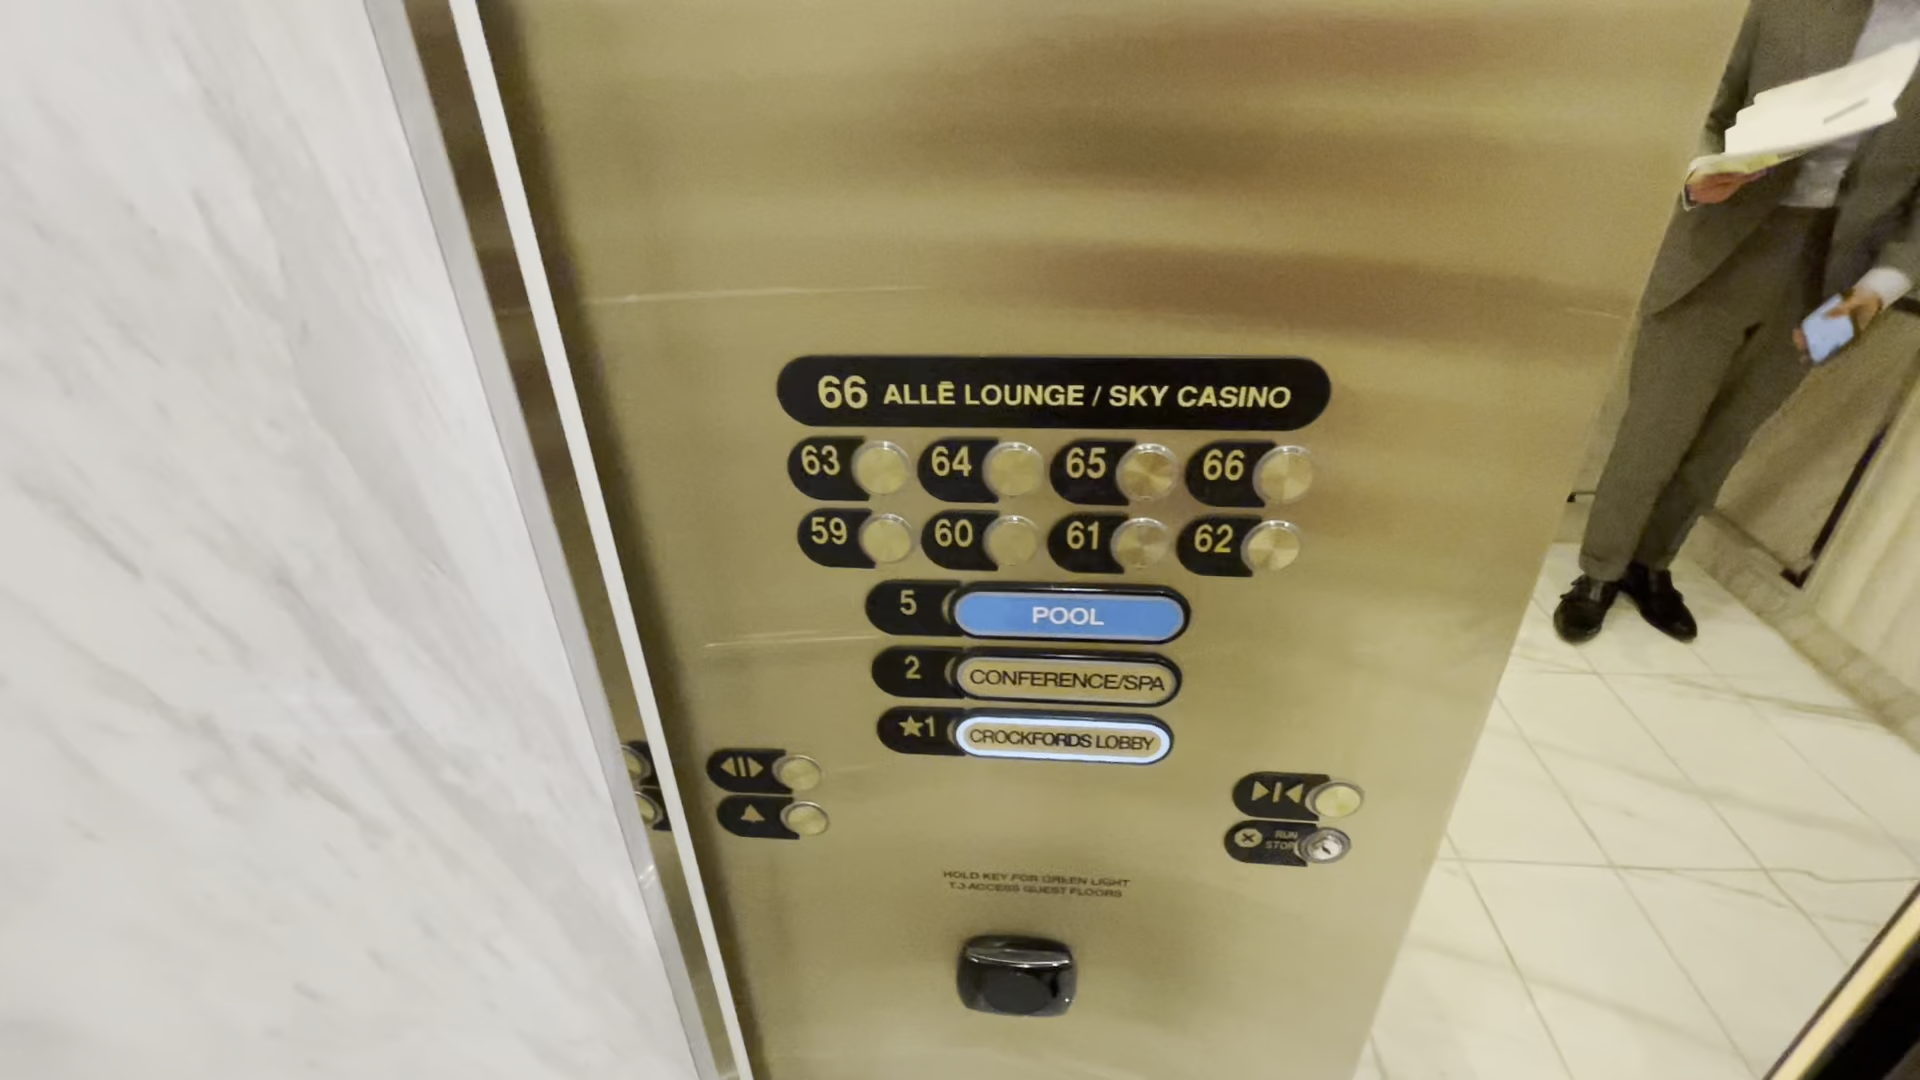 66 ALLĒ LOUNGE / SKY CASINO
63 64 65 66
59 60 61 62
5 POOL
2 CONFERENCE/SPA
★1 CROCKFORDS LOBBY
RUN
STOP
HOLD KEY FOR GREEN LIGHT
TO ACCESS GUEST FLOORS